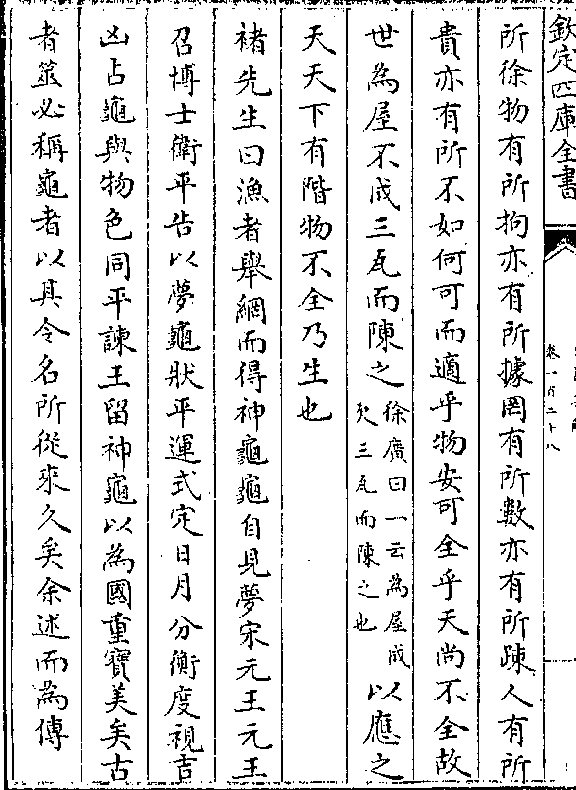 欽定四庫全書
卷一百二十八
所徐物有所拘亦有所據罔有所數亦有所踈人有所
貴亦有所不如何可而適乎物安可全乎天尚不全故
世為屋不成三瓦而陳之徐廣曰一云為屋成欠三瓦而陳之也以應之
天天下有階物不全乃生也
褚先生曰漁者舉網而得神龜龜自見夢宋元王元王
召博士衛平告以夢龜狀平運式定日月分衡度視吉
凶占龜與物色同平諫王留神龜以為國重寶美矣古
者筮必稱龜者以其令名所從來久矣余述而為傳